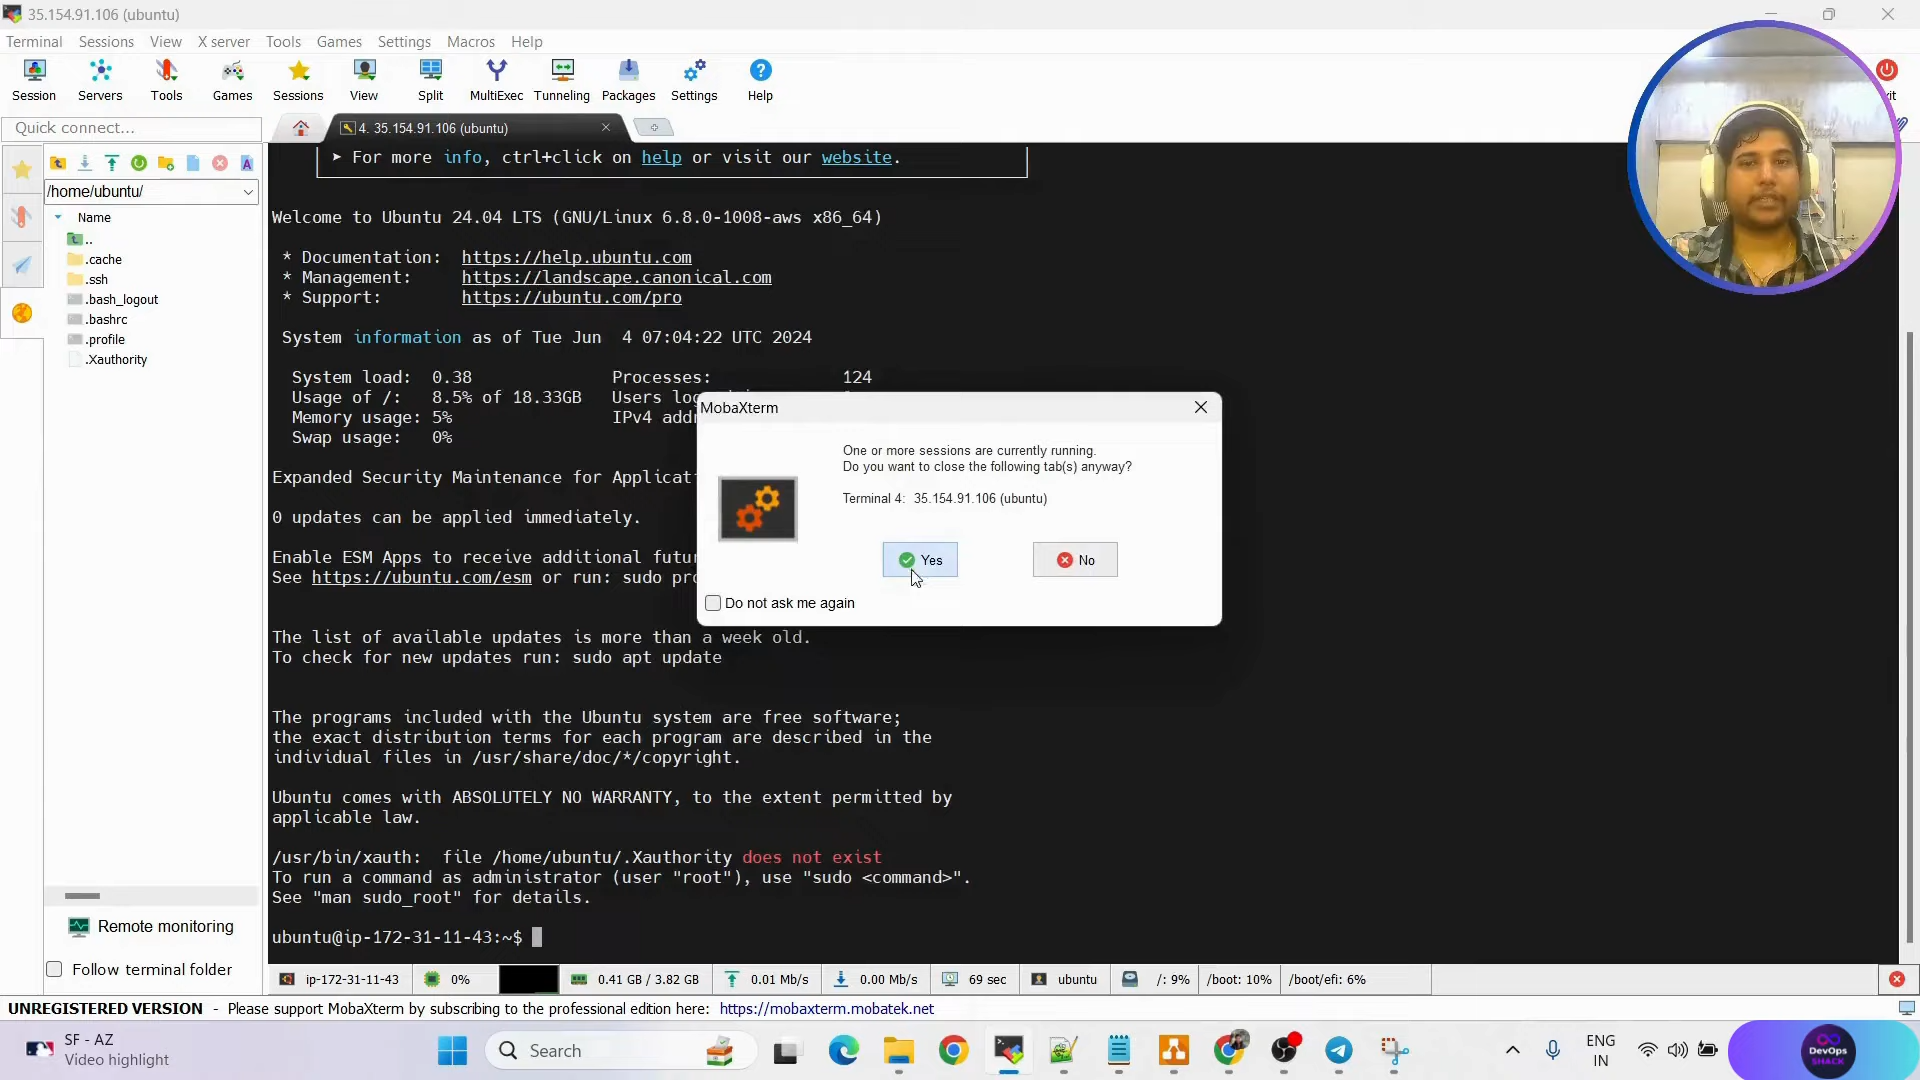 35.154.91.106 (ubuntu)
Terminal Sessions View X server Tools Games Settings Macros Help
Session Servers Tools Games Sessions View Split MultiExec Tunneling Packages Settings Help
Quick connect...
4. 35.154.91.106 (ubuntu)
/home/ubuntu/
Name
..
.cache
.ssh
.bash_logout
.bashrc
.profile
.Xauthority
Remote monitoring
Follow terminal folder
➤ For more info, ctrl+click on help or visit our website.
Welcome to Ubuntu 24.04 LTS (GNU/Linux 6.8.0-1008-aws x86_64)
* Documentation: https://help.ubuntu.com
* Management: https://landscape.canonical.com
* Support: https://ubuntu.com/pro
System information as of Tue Jun 4 07:04:22 UTC 2024
System load: 0.38 Processes: 124
Usage of /: 8.5% of 18.33GB Users
Memory usage: 5% IPv4
Swap usage: 0%
Expanded Security Maintenance for
0 updates can be applied immediately.
Enable ESM Apps to receive additional
See https://ubuntu.com/esm or run: sudo
The list of available updates is more than a week old.
To check for new updates run: sudo apt update
The programs included with the Ubuntu system are free software;
the exact distribution terms for each program are described in the
individual files in /usr/share/doc/*/copyright.
Ubuntu comes with ABSOLUTELY NO WARRANTY, to the extent permitted by
applicable law.
/usr/bin/xauth: file /home/ubuntu/.Xauthority does not exist
To run a command as administrator (user "root"), use "sudo <command>".
See "man sudo_root" for details.
ubuntu@ip-172-31-11-43:~$
MobaXterm
One or more sessions are currently running.
Do you want to close the following tab(s) anyway?
Terminal 4: 35.154.91.106 (ubuntu)
Yes No
Do not ask me again
ip-172-31-11-43 0% 0.41 GB / 3.82 GB 0.01 Mb/s 0.00 Mb/s 69 sec ubuntu /: 9% /boot: 10% /boot/efi: 6%
UNREGISTERED VERSION - Please support MobaXterm by subscribing to the professional edition here: https://mobaxterm.mobatek.net
SF - AZ
Video highlight
Search
ENG
IN
DevOps
SHACK